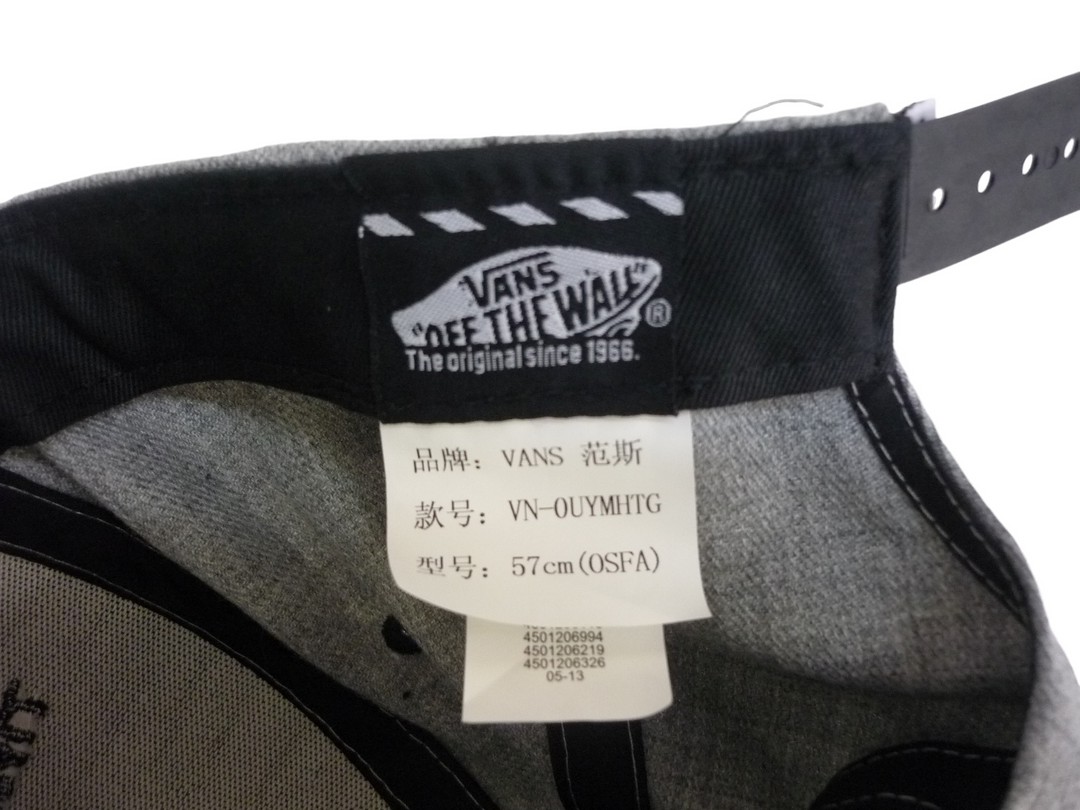 VANS
"OFF THE WALL"
®
The original since 1966.
品牌：VANS 范斯
款号：VN-0UYMHTG
型号：57cm(OSFA)
4501206994
4501206219
4501206326
05-13